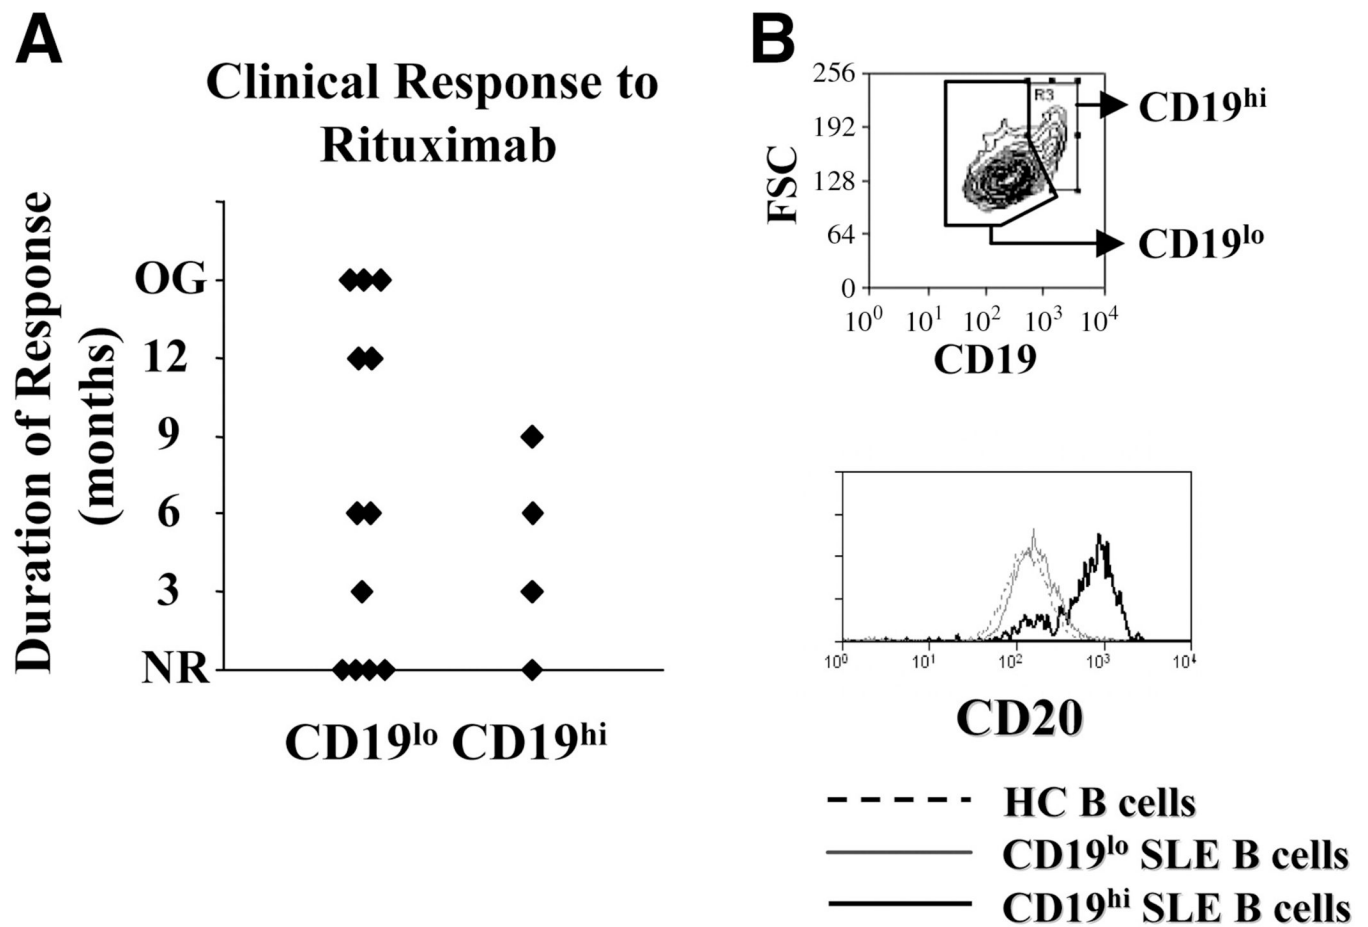 A
Clinical Response to
Rituximab
Duration of Response
(months)
OG
12
9
6
3
NR
CD19lo CD19hi
B
FSC
256
192
128
64
0
R3
CD19hi
CD19lo
10⁰ 10¹ 10² 10³ 10⁴
CD19
10⁰ 10¹ 10² 10³ 10⁴
CD20
HC B cells
CD19lo SLE B cells
CD19hi SLE B cells